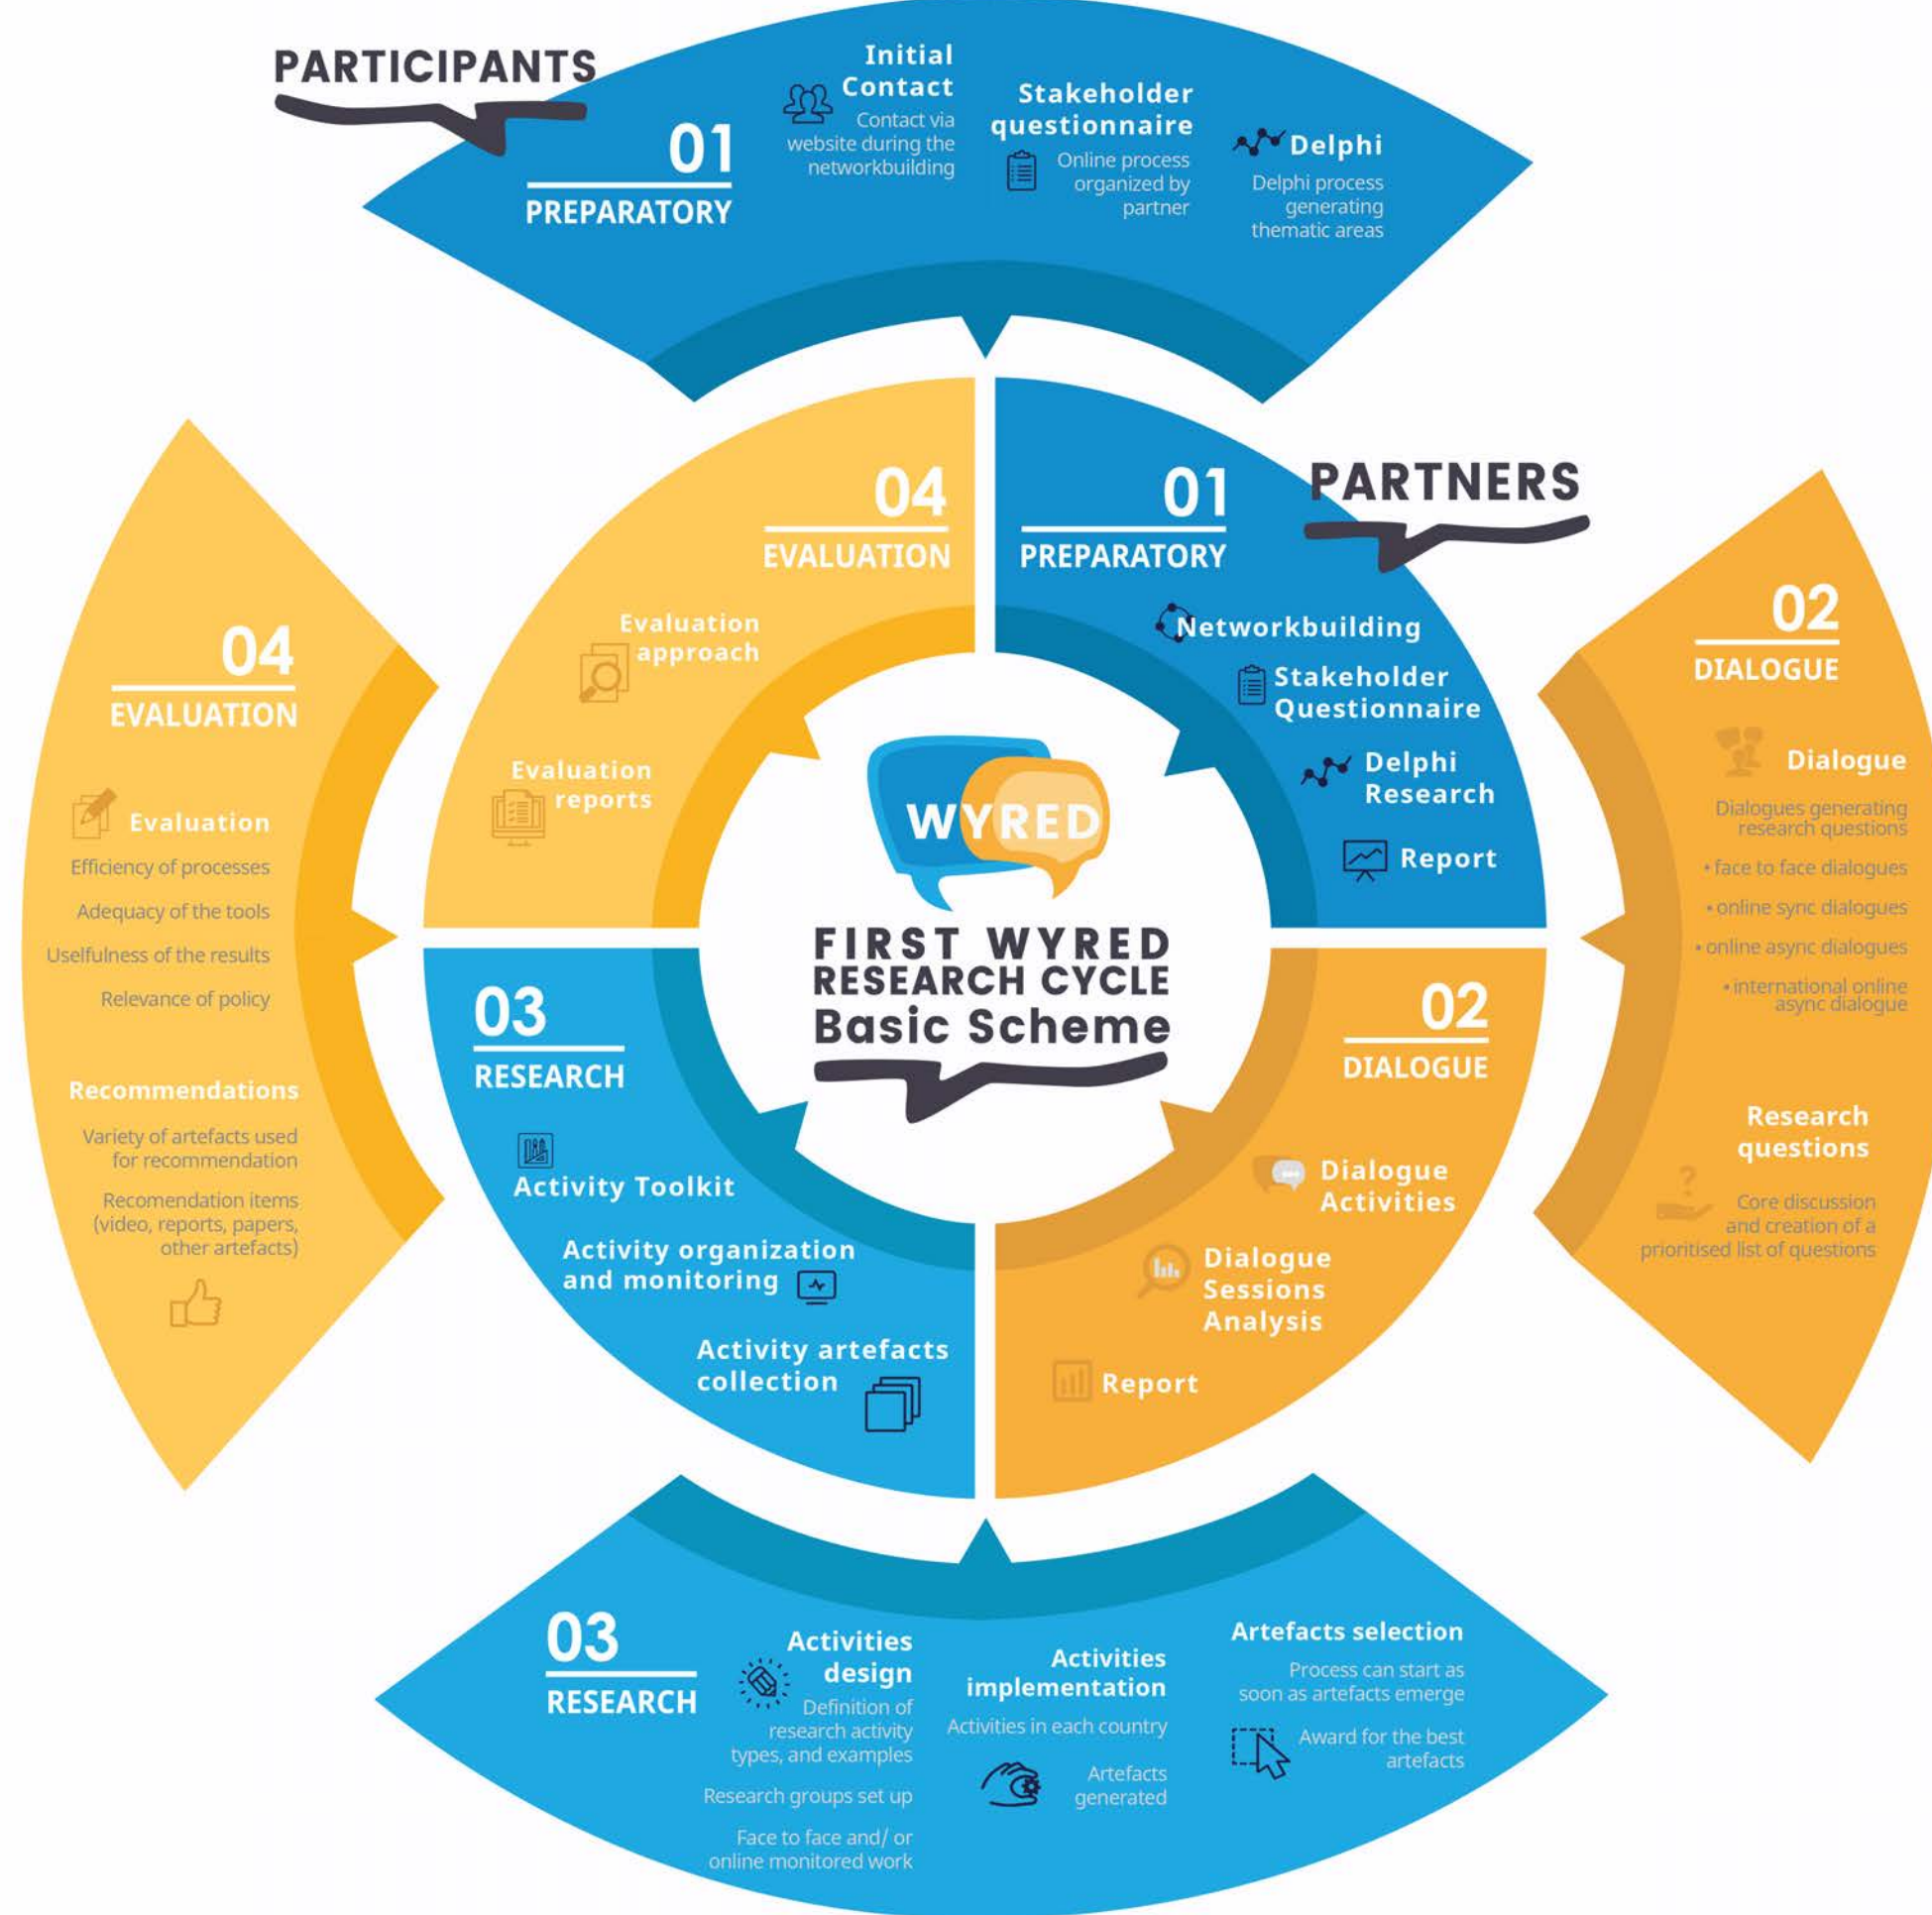 PARTICIPANTS
01
PREPARATORY
Initial
Contact
Contact via
website during the
networkbuilding
Stakeholder
questionnaire
Online process
organized by
partner
Delphi
Delphi process
generating
thematic areas
PARTNERS
01
PREPARATORY
Networkbuilding
Stakeholder
Questionnaire
Delphi
Research
Report
02
DIALOGUE
Dialogue
Activities
Dialogue
Sessions
Analysis
Report
03
RESEARCH
Activity Toolkit
Activity organization
and monitoring
Activity artefacts
collection
04
EVALUATION
Evaluation
approach
Evaluation
reports
WYRED
FIRST WYRED
RESEARCH CYCLE
Basic Scheme
02
DIALOGUE
Dialogue
Dialogues generating
research questions
• face to face dialogues
• online sync dialogues
• online async dialogues
• international online
async dialogue
Research
questions
Core discussion
and creation of a
prioritised list of questions
03
RESEARCH
Activities
design
Definition of
research activity
types, and examples
Research groups set up
Face to face and/ or
online monitored work
Activities
implementation
Activities in each country
Artefacts
generated
Artefacts selection
Process can start as
soon as artefacts emerge
Award for the best
artefacts
04
EVALUATION
Evaluation
Efficiency of processes
Adequacy of the tools
Uselfulness of the results
Relevance of policy
Recommendations
Variety of artefacts used
for recommendation
Recomendation items
(video, reports, papers,
other artefacts)